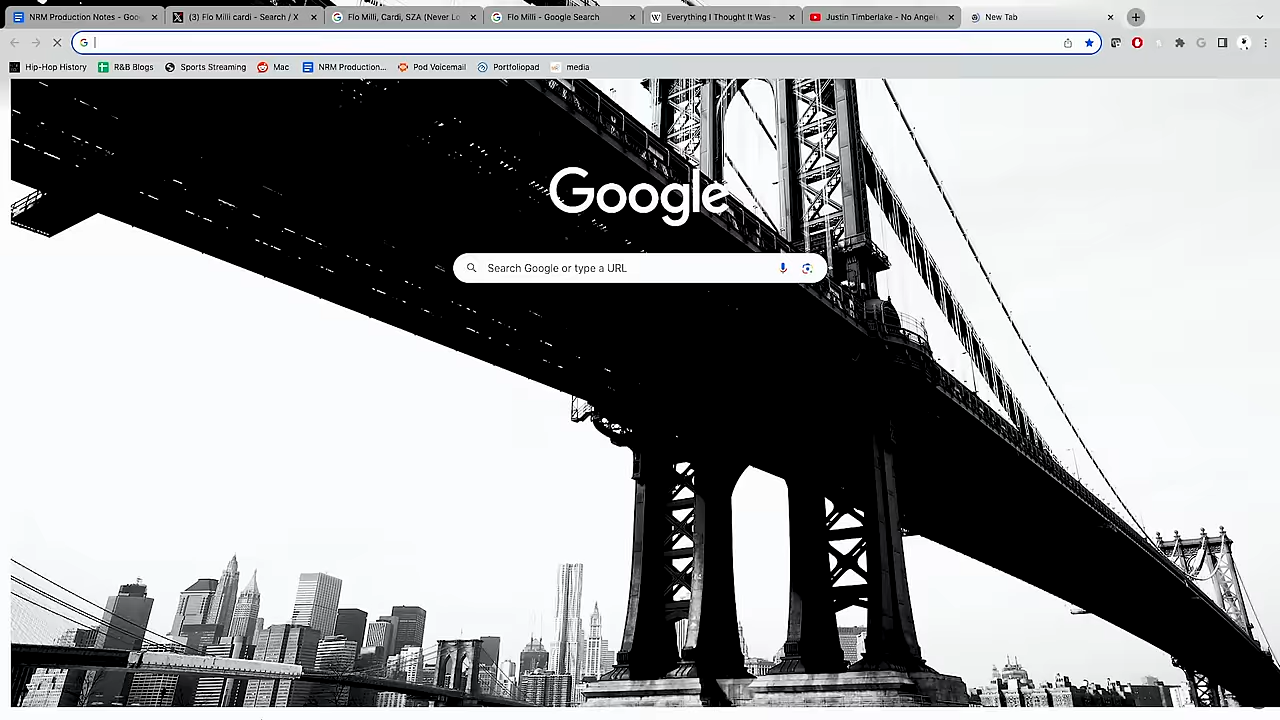 NRM Production Notes - Goo
(3) Flo Milli cardi - Search / X
Flo Milli, Cardi, SZA (Never Lo
Flo Milli - Google Search
Everything I Thought It Was -
Justin Timberlake - No Angel
New Tab
Hip-Hop History
R&B Blogs
Sports Streaming
Mac
NRM Production...
Pod Voicemail
Portfoliopad
media
Google
Search Google or type a URL